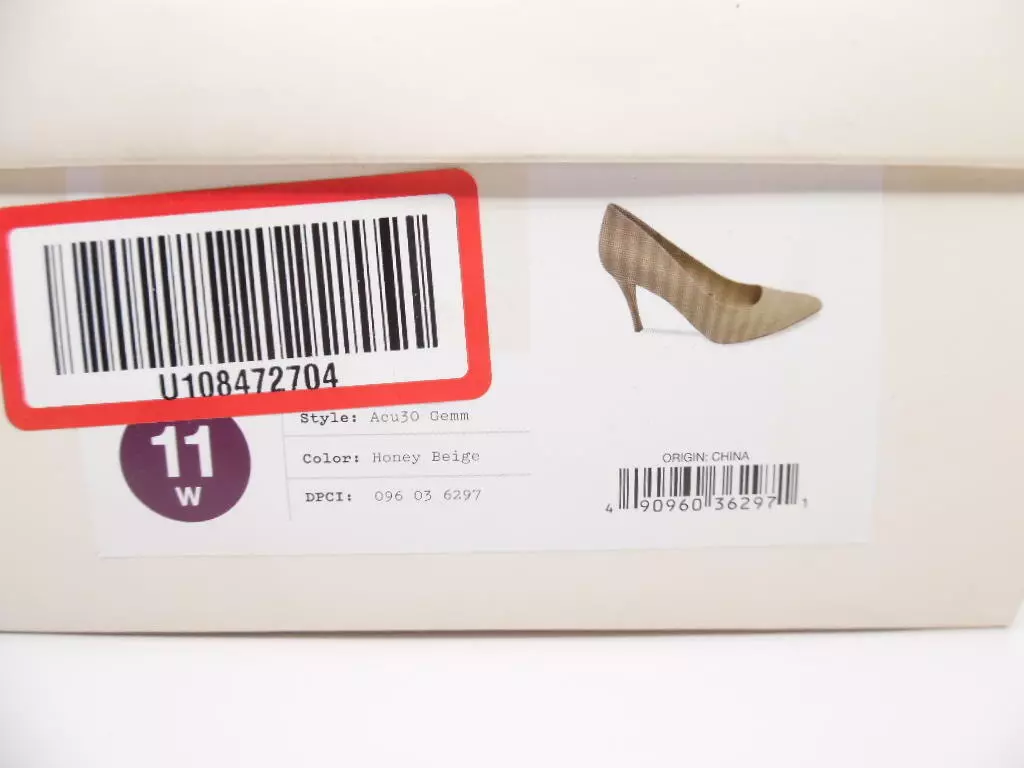 U108472704
11
W
Style: Acu30 Gemm
Color: Honey Beige
DPCI: 096 03 6297
ORIGIN: CHINA
4 90960 36297 1